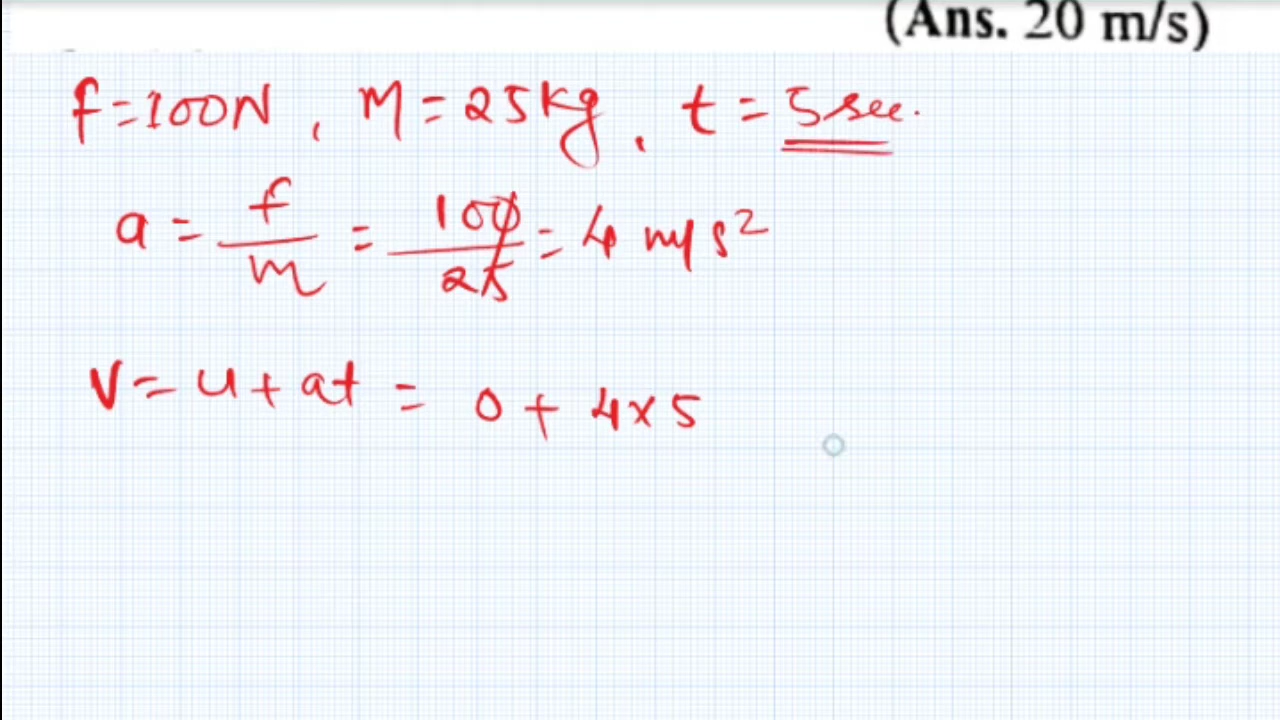 (Ans. 20 m/s)
f=100N, M=25kg, t=5sec.
a = f/m = 100/25 = 4 m/s²
V=u+at = 0+4×5